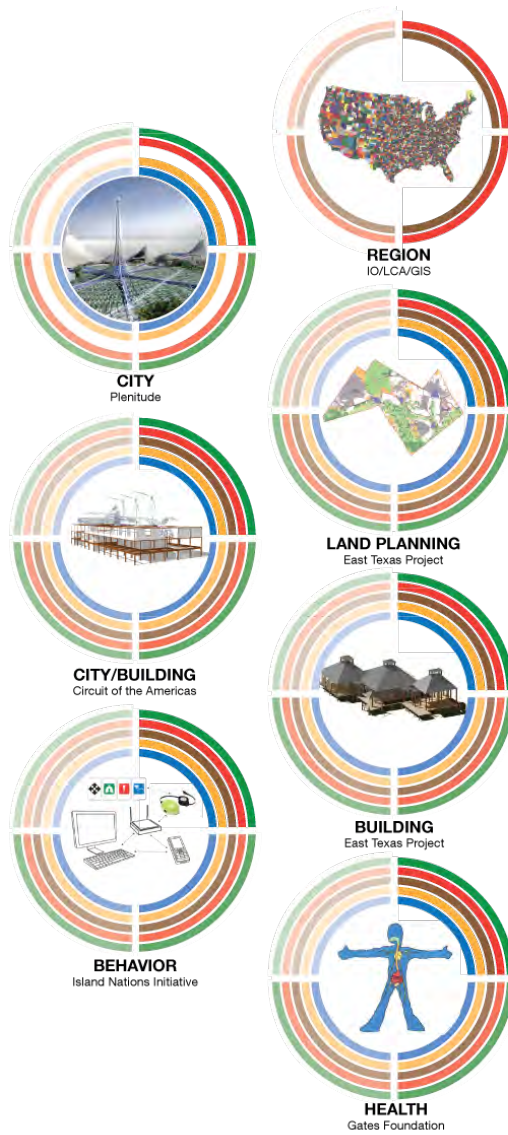 REGION
IO/LCA/GIS
CITY
Plenitude
LAND PLANNING
East Texas Project
CITY/BUILDING
Circuit of the Americas
BUILDING
East Texas Project
BEHAVIOR
Island Nations Initiative
HEALTH
Gates Foundation